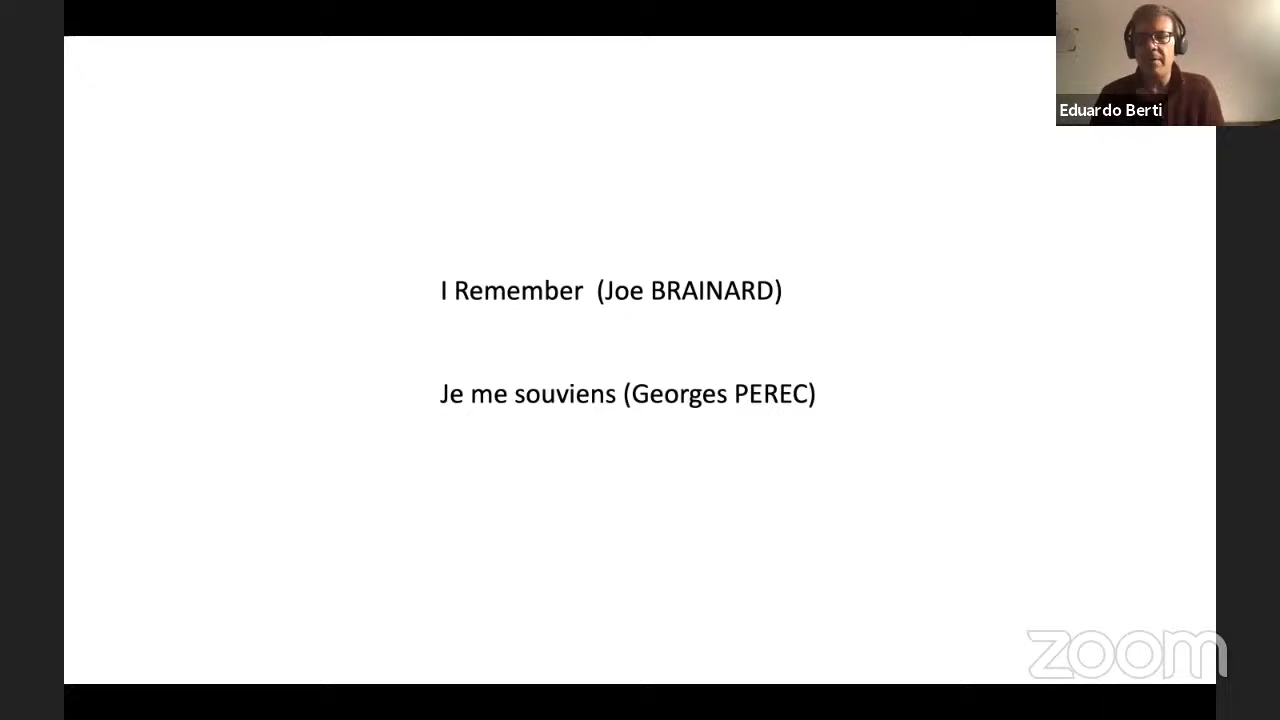 Eduardo Berti
I Remember  (Joe BRAINARD)
Je me souviens (Georges PEREC)
zoom